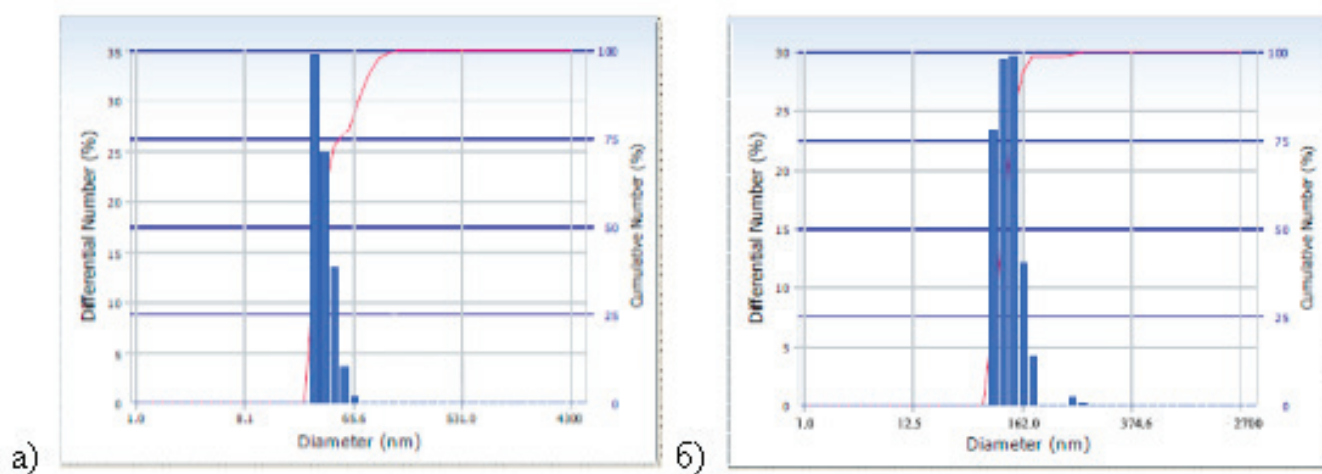 35
30
25
20
15
10
5
0
Differential Number (%)
100
75
50
25
0
Cumulative Number (%)
1.0 8.1 65.6 531.0 4300
Diameter (nm)
а)
30
25
20
15
10
5
0
Differential Number (%)
100
75
50
25
0
Cumulative Number (%)
1.0 12.5 162.0 374.6 2700
Diameter (nm)
б)